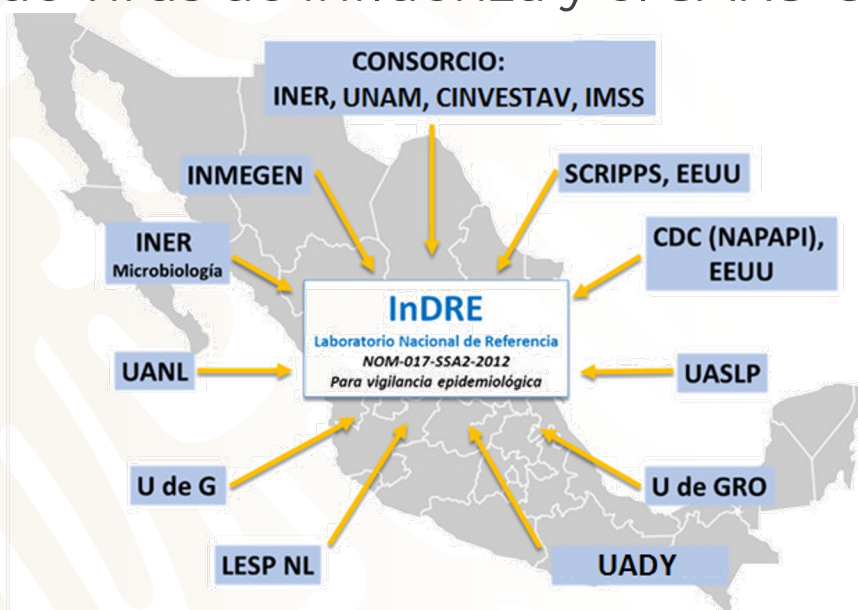 CONSORCIO:
INER, UNAM, CINVESTAV, IMSS
INMEGEN
SCRIPPS, EEUU
INER
Microbiología
CDC (NAPAPI),
EEUU
InDRE
Laboratorio Nacional de Referencia
NOM-017-SSA2-2012
Para vigilancia epidemiológica
UANL
UASLP
U de G
U de GRO
LESP NL
UADY